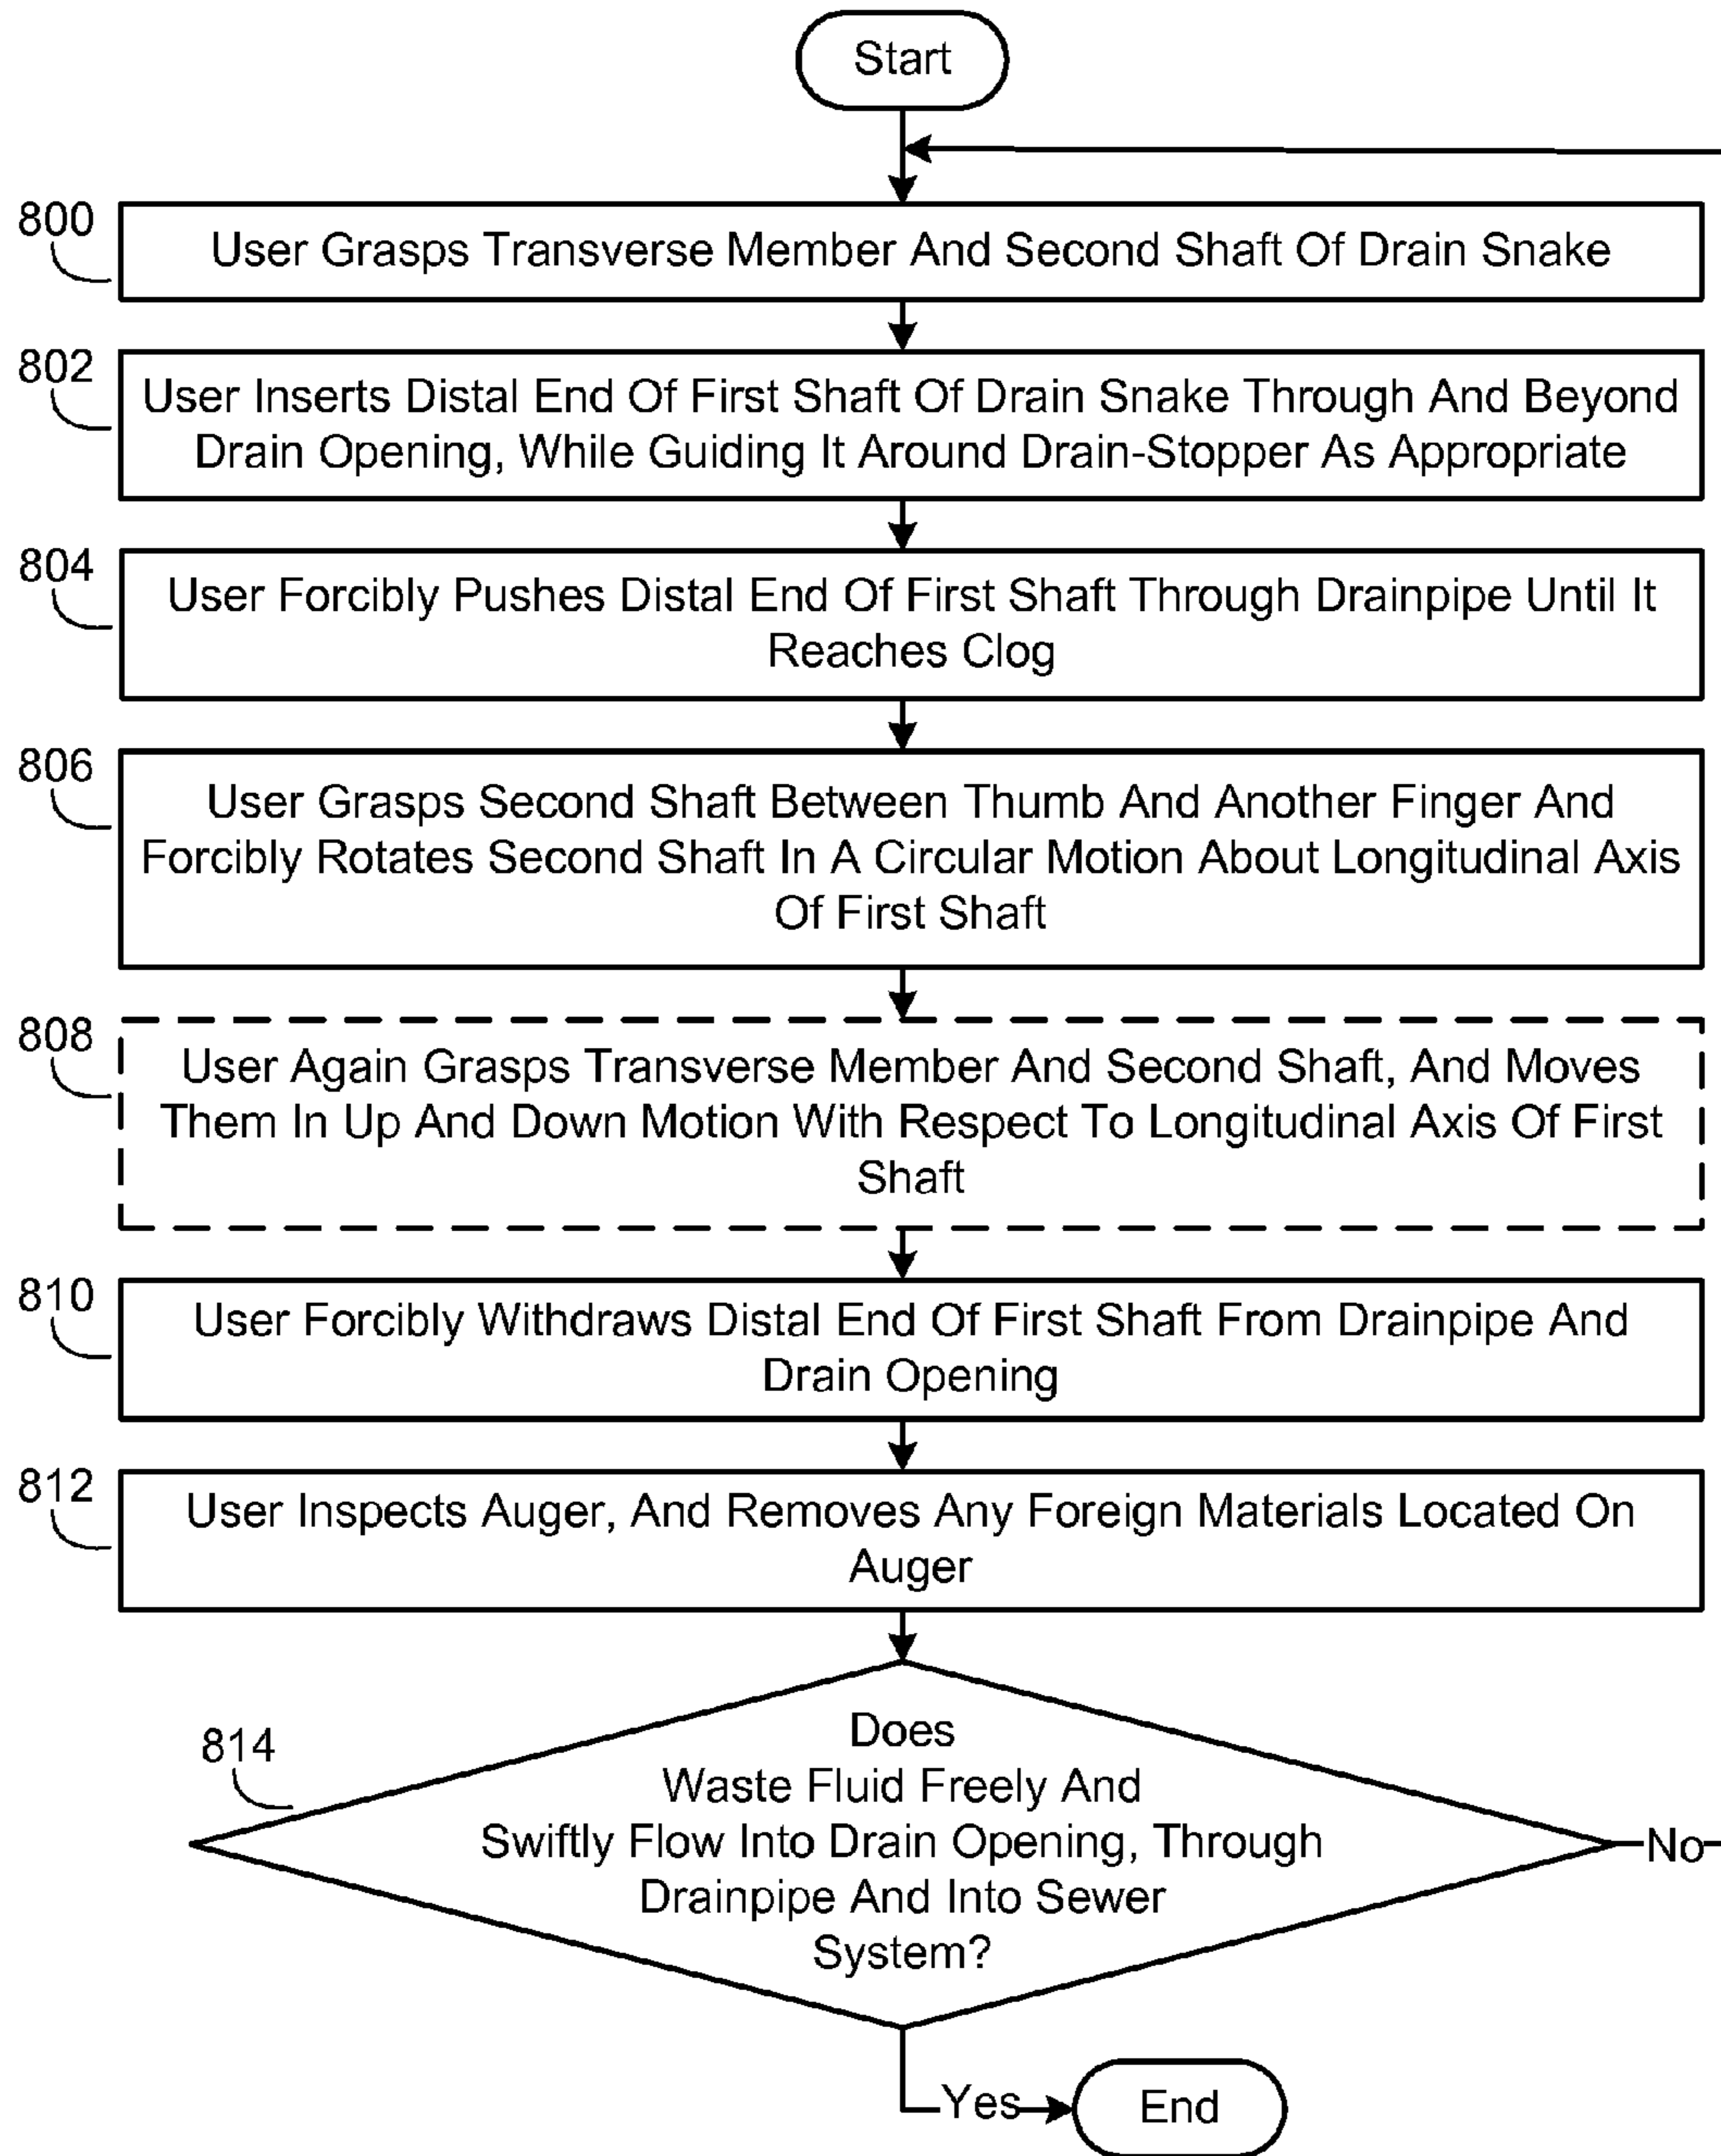 Start
800
User Grasps Transverse Member And Second Shaft Of Drain Snake
802
User Inserts Distal End Of First Shaft Of Drain Snake Through And Beyond
Drain Opening, While Guiding It Around Drain-Stopper As Appropriate
804
User Forcibly Pushes Distal End Of First Shaft Through Drainpipe Until It
Reaches Clog
806
User Grasps Second Shaft Between Thumb And Another Finger And
Forcibly Rotates Second Shaft In A Circular Motion About Longitudinal Axis
Of First Shaft
808
User Again Grasps Transverse Member And Second Shaft, And Moves
Them In Up And Down Motion With Respect To Longitudinal Axis Of First
Shaft
810
User Forcibly Withdraws Distal End Of First Shaft From Drainpipe And
Drain Opening
812
User Inspects Auger, And Removes Any Foreign Materials Located On
Auger
814
Does
Waste Fluid Freely And
Swiftly Flow Into Drain Opening, Through
Drainpipe And Into Sewer
System?
No
Yes
End